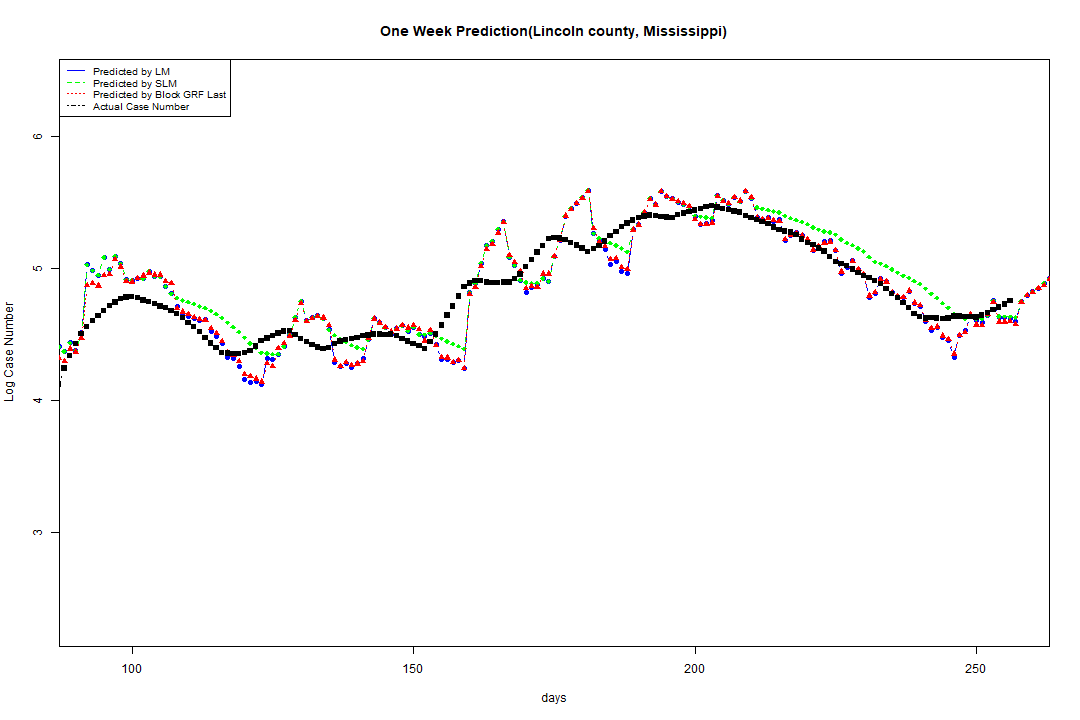 One Week Prediction(Lincoln county, Mississippi)
Predicted by LM
Predicted by SLM
Predicted by Block GRF Last
Actual Case Number
6
5
4
3
Log Case Number
100 150 200 250
days